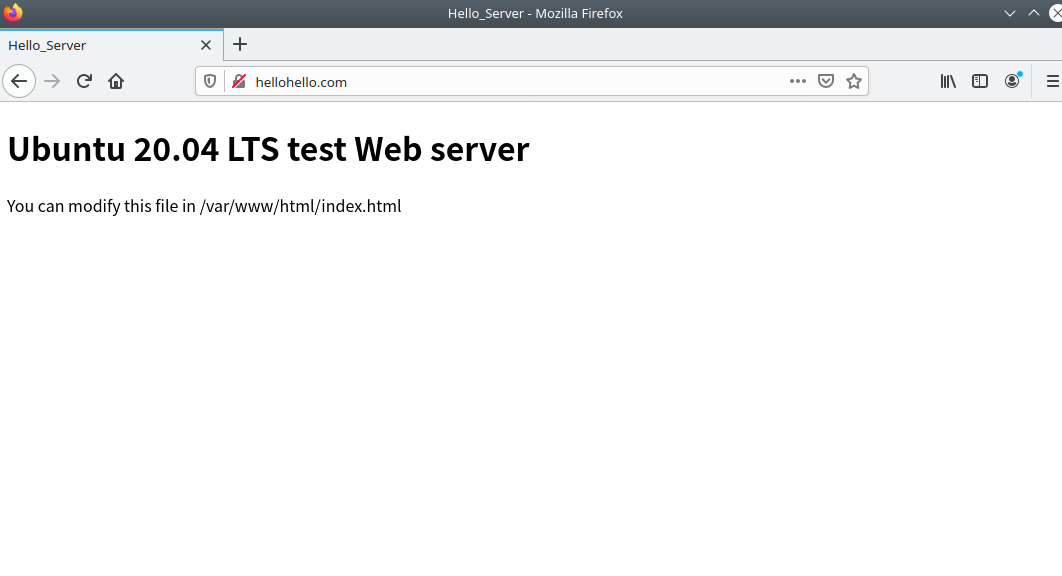 Hello_Server - Mozilla Firefox
Hello_Server
hellohello.com
Ubuntu 20.04 LTS test Web server
You can modify this file in /var/www/html/index.html